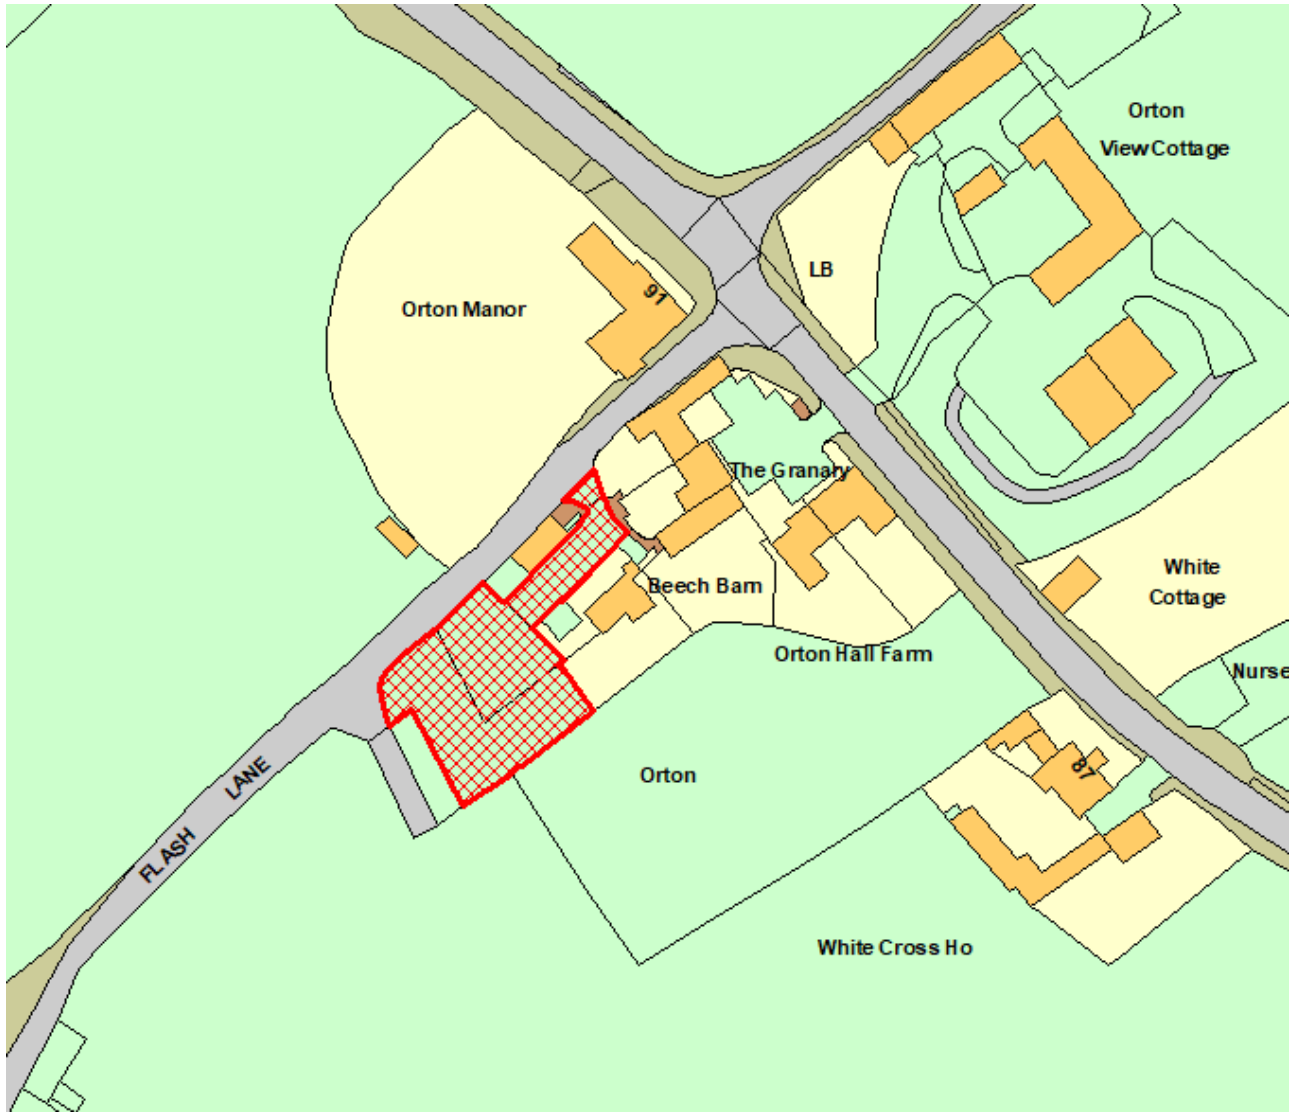 Orton
View Cottage
LB
91
Orton Manor
The Granary
White
Cottage
Beech Barn
Orton Hall Farm
Nurse
Orton
87
FLASH LANE
White Cross Ho